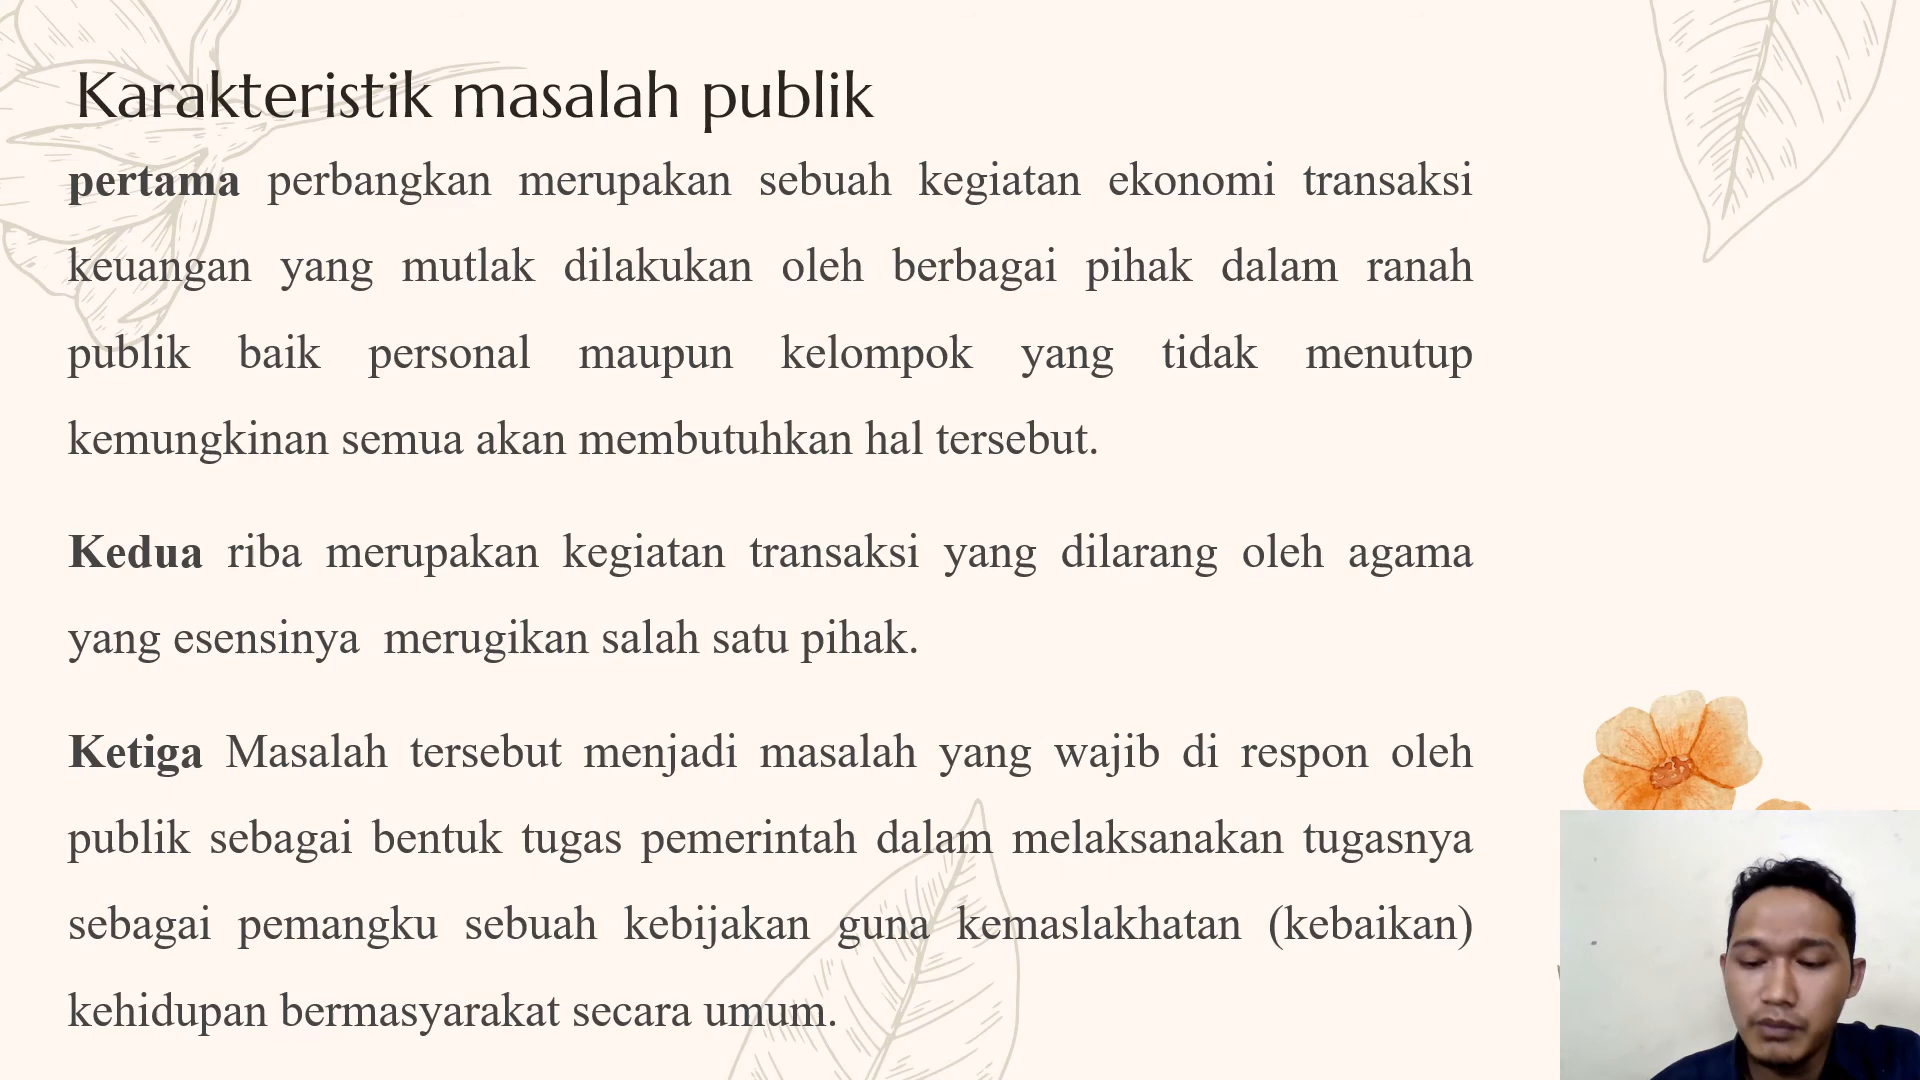 Karakteristik masalah publik
pertama perbangkan merupakan sebuah kegiatan ekonomi transaksi
keuangan yang mutlak dilakukan oleh berbagai pihak dalam ranah
publik baik personal maupun kelompok yang tidak menutup
kemungkinan semua akan membutuhkan hal tersebut.
Kedua riba merupakan kegiatan transaksi yang dilarang oleh agama
yang esensinya  merugikan salah satu pihak.
Ketiga Masalah tersebut menjadi masalah yang wajib di respon oleh
publik sebagai bentuk tugas pemerintah dalam melaksanakan tugasnya
sebagai pemangku sebuah kebijakan guna kemaslakhatan (kebaikan)
kehidupan bermasyarakat secara umum.